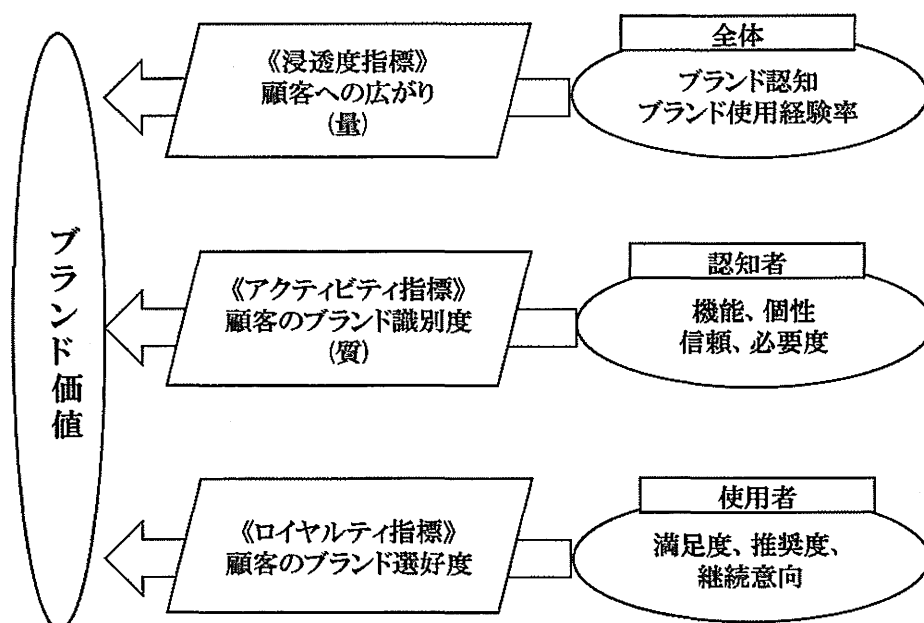 全体
《浸透度指標》
顧客への広がり
(量)
ブランド認知
ブランド使用経験率
ブランド価値
認知者
《アクティビティ指標》
顧客のブランド識別度
(質)
機能、個性
信頼、必要度
使用者
《ロイヤルティ指標》
顧客のブランド選好度
満足度、推奨度、
継続意向